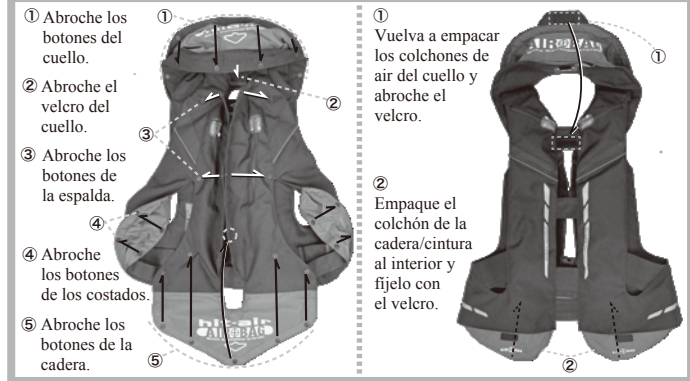 ① Abroche los
botones del
cuello.
② Abroche el
velcro del
cuello.
③ Abroche los
botones de
la espalda.
④ Abroche
los botones
de los costados.
⑤ Abroche los
botones de la
cadera.
①
②
③
④
⑤
hit-air
AIRBAG
①
Vuelva a empacar
los colchones de
air del cuello y
abroche el
velcro.
②
Empaque el
colchón de la
cadera/cintura
al interior y
fíjelo con
el velcro.
AIRBAG
①
②